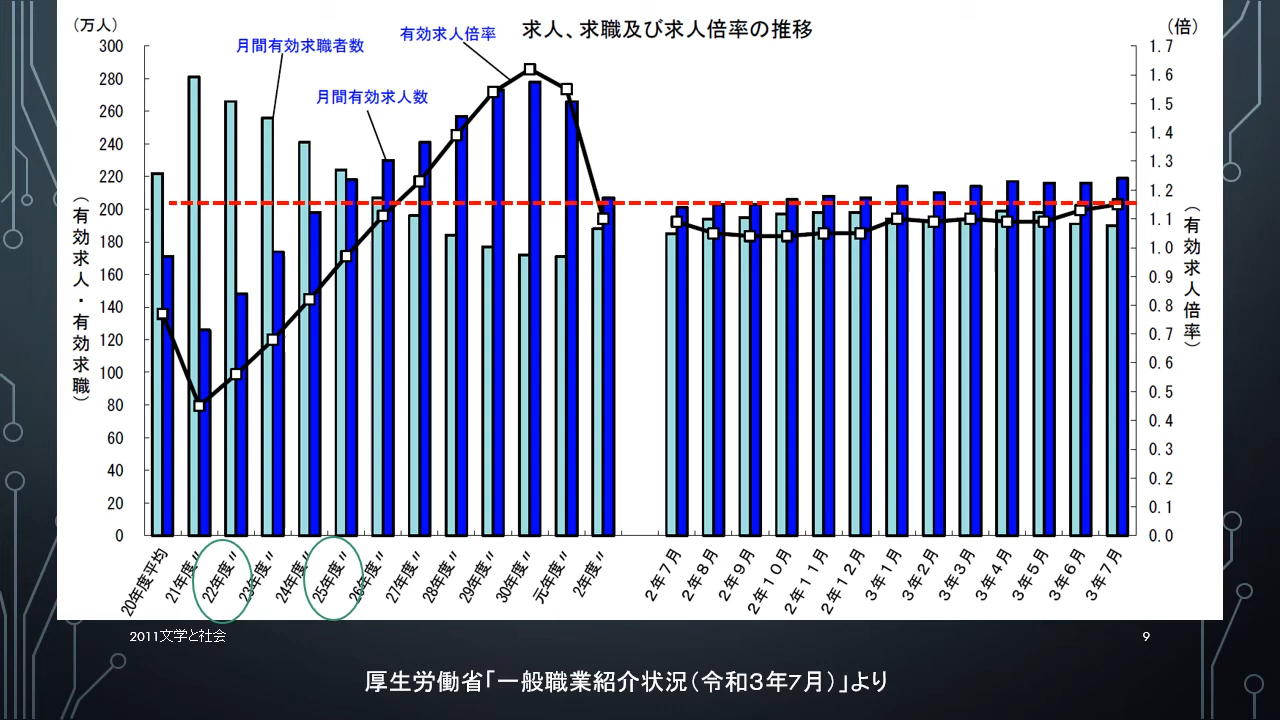 求人、求職及び求人倍率の推移
（万人）
（倍）
月間有効求職者数
有効求人倍率
月間有効求人数
300
280
260
240
220
200
180
160
140
120
100
80
60
40
20
0
（有効求人・有効求職）
1.7
1.6
1.5
1.4
1.3
1.2
1.1
1.0
0.9
0.8
0.7
0.6
0.5
0.4
0.3
0.2
0.1
0.0
（有効求人倍率）
20年度平均
21年度〃
22年度〃
23年度〃
24年度〃
25年度〃
26年度〃
27年度〃
28年度〃
29年度〃
30年度〃
元年度〃
2年度〃
2年7月
2年8月
2年9月
2年10月
2年11月
2年12月
3年1月
3年2月
3年3月
3年4月
3年5月
3年6月
3年7月
2011文学と社会
9
厚生労働省｢一般職業紹介状況（令和３年７月）｣より